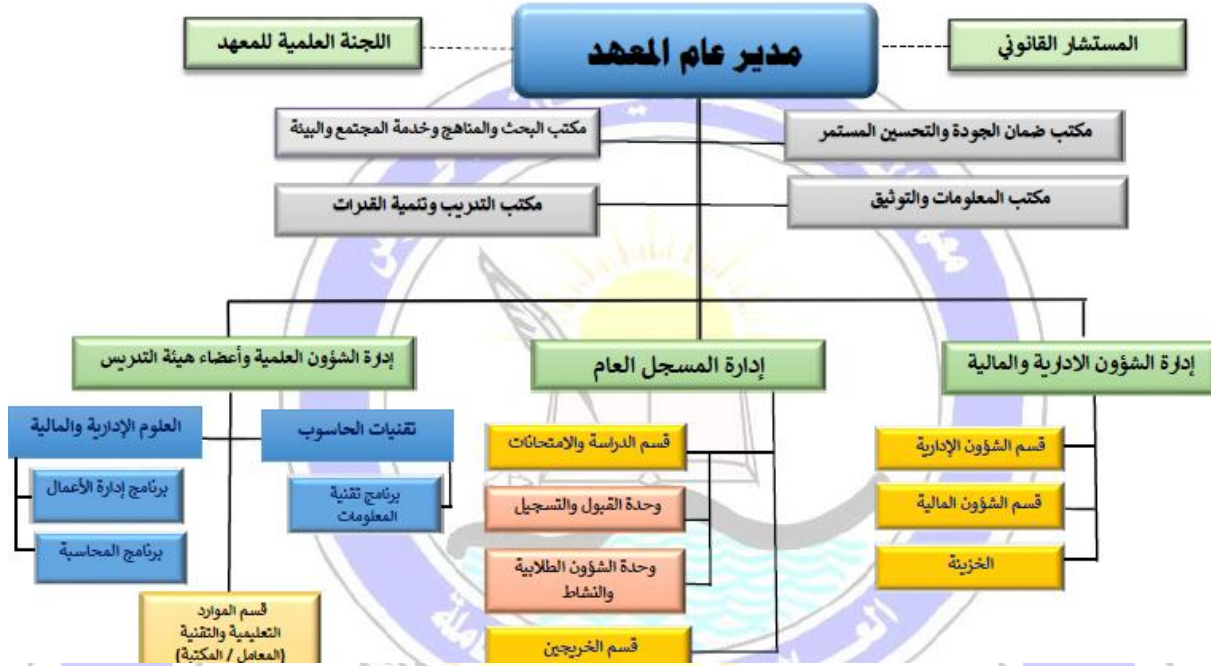 المستشار القانوني
مدير عام المعهد
اللجنة العلمية للمعهد
مكتب ضمان الجودة والتحسين المستمر
مكتب البحث والمناهج وخدمة المجتمع والبيئة
مكتب المعلومات والتوثيق
مكتب التدريب وتنمية القدرات
إدارة الشؤون الادارية والمالية
قسم الشؤون الإدارية
قسم الشؤون المالية
الخزينة
إدارة المسجل العام
قسم الدراسة والامتحانات
وحدة القبول والتسجيل
وحدة الشؤون الطلابية
والنشاط
قسم الخريجين
إدارة الشؤون العلمية وأعضاء هيئة التدريس
تقنيات الحاسوب
برنامج تقنية
المعلومات
العلوم الإدارية والمالية
برنامج إدارة الأعمال
برنامج المحاسبة
قسم الموارد
التعليمية والتقنية
(المعامل / المكتبة)